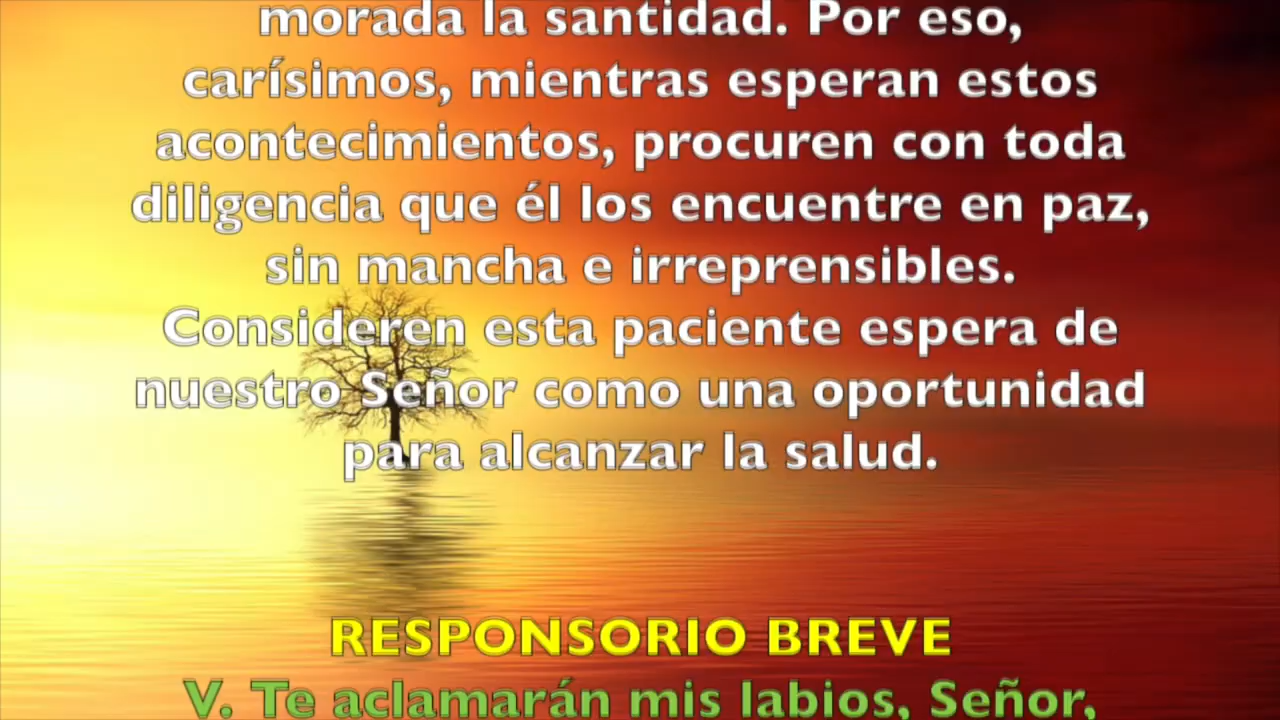 morada la santidad. Por eso,
carísimos, mientras esperan estos
acontecimientos, procuren con toda
diligencia que él los encuentre en paz,
sin mancha e irreprensibles.
Consideren esta paciente espera de
nuestro Señor como una oportunidad
para alcanzar la salud.
RESPONSORIO BREVE
V. Te aclamarán mis labios, Señor,